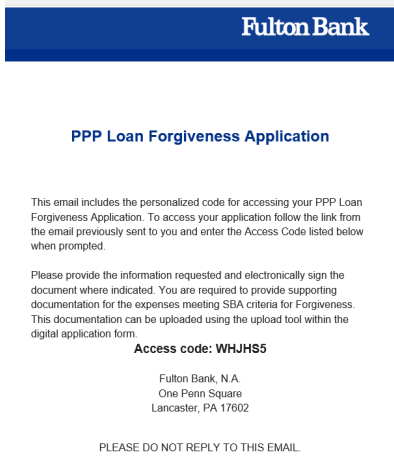 Fulton Bank
PPP Loan Forgiveness Application
This email includes the personalized code for accessing your PPP Loan
Forgiveness Application. To access your application follow the link from
the email previously sent to you and enter the Access Code listed below
when prompted.
Please provide the information requested and electronically sign the
document where indicated. You are required to provide supporting
documentation for the expenses meeting SBA criteria for Forgiveness.
This documentation can be uploaded using the upload tool within the
digital application form.
Access code: WHJHS5
Fulton Bank, N.A.
One Penn Square
Lancaster, PA 17602
PLEASE DO NOT REPLY TO THIS EMAIL.